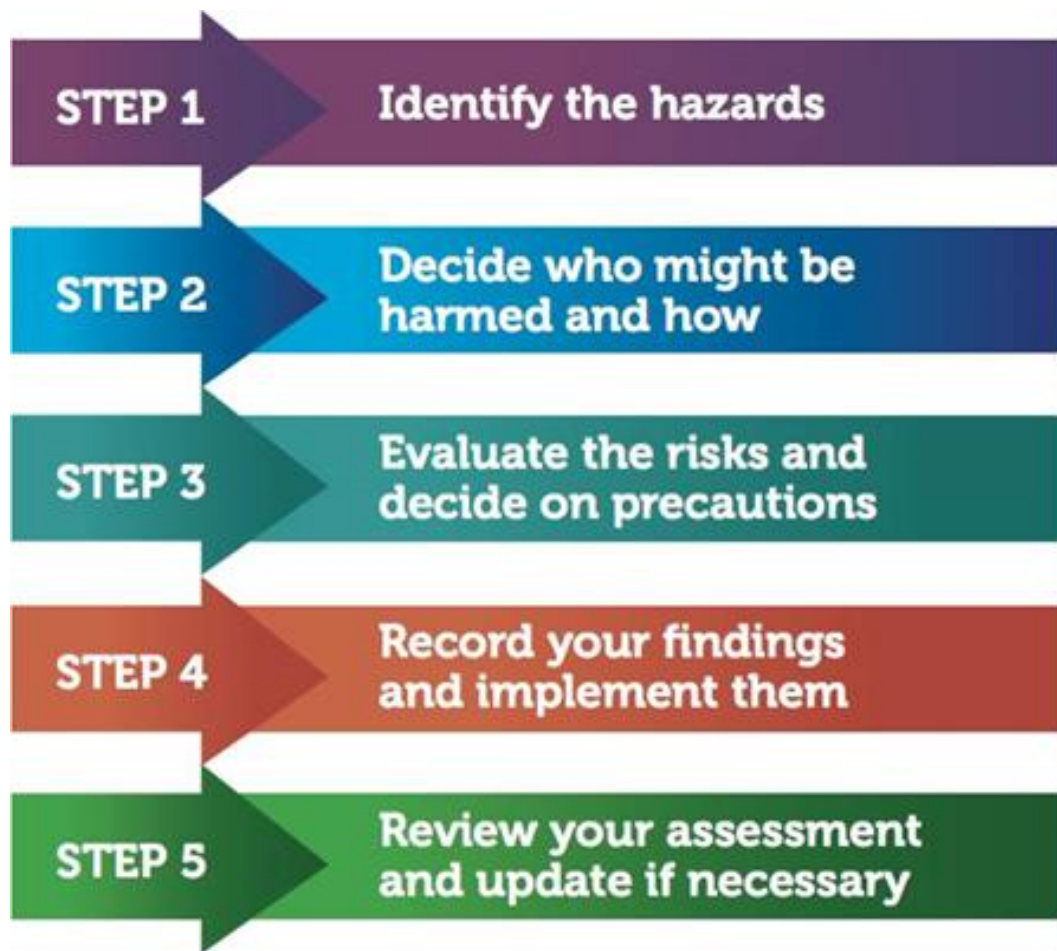 STEP 1
Identify the hazards
STEP 2
Decide who might be
harmed and how
STEP 3
Evaluate the risks and
decide on precautions
STEP 4
Record your findings
and implement them
STEP 5
Review your assessment
and update if necessary